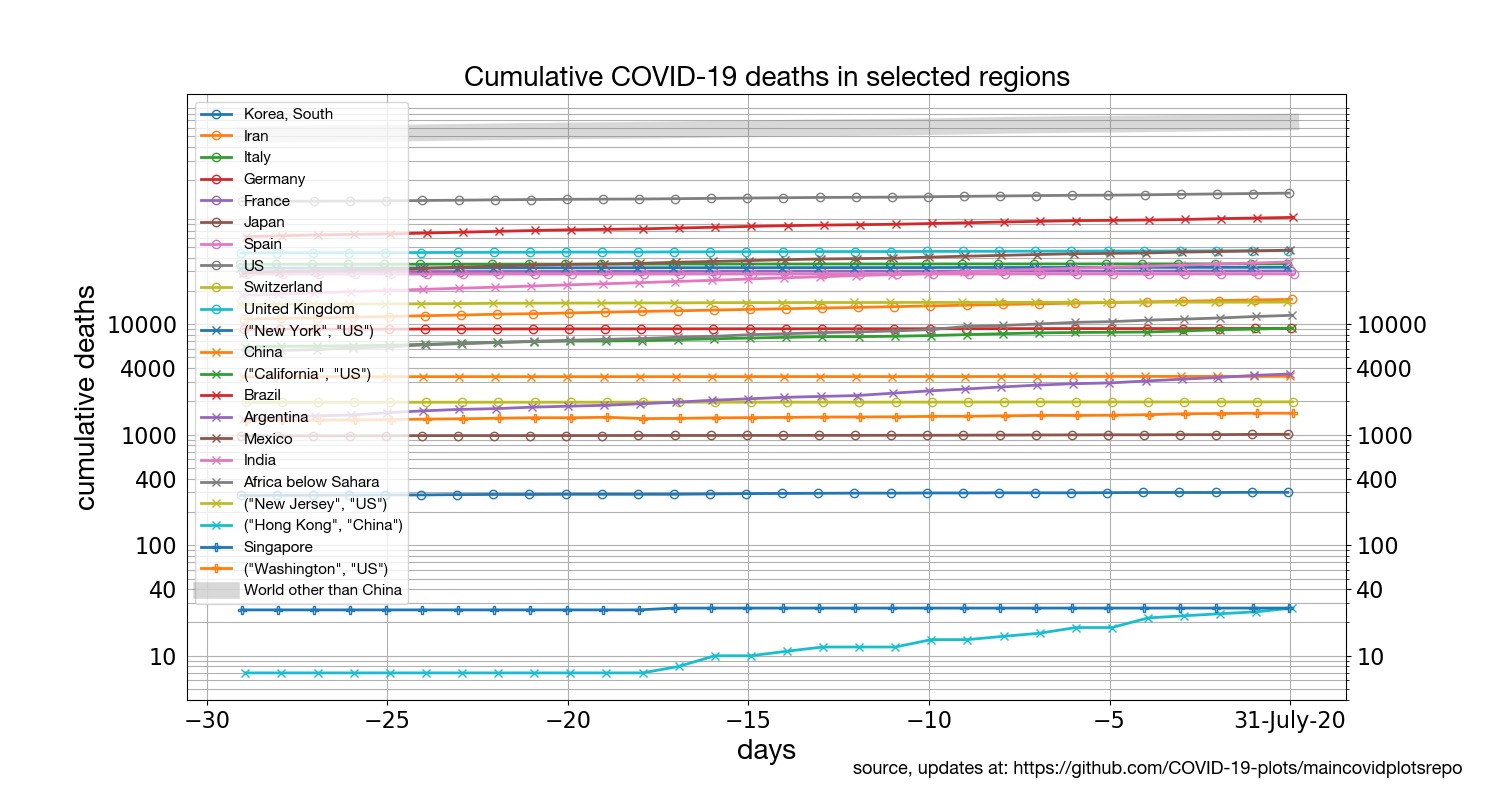 Cumulative COVID-19 deaths in selected regions
Korea, South
Iran
Italy
Germany
France
Japan
Spain
US
Switzerland
United Kingdom
("New York", "US")
China
("California", "US")
Brazil
Argentina
Mexico
India
Africa below Sahara
("New Jersey", "US")
("Hong Kong", "China")
Singapore
("Washington", "US")
World other than China
cumulative deaths
10000
4000
1000
400
100
40
10
10000
4000
1000
400
100
40
10
−30
−25
−20
−15
−10
−5
31-July-20
days
source, updates at: https://github.com/COVID-19-plots/maincovidplotsrepo